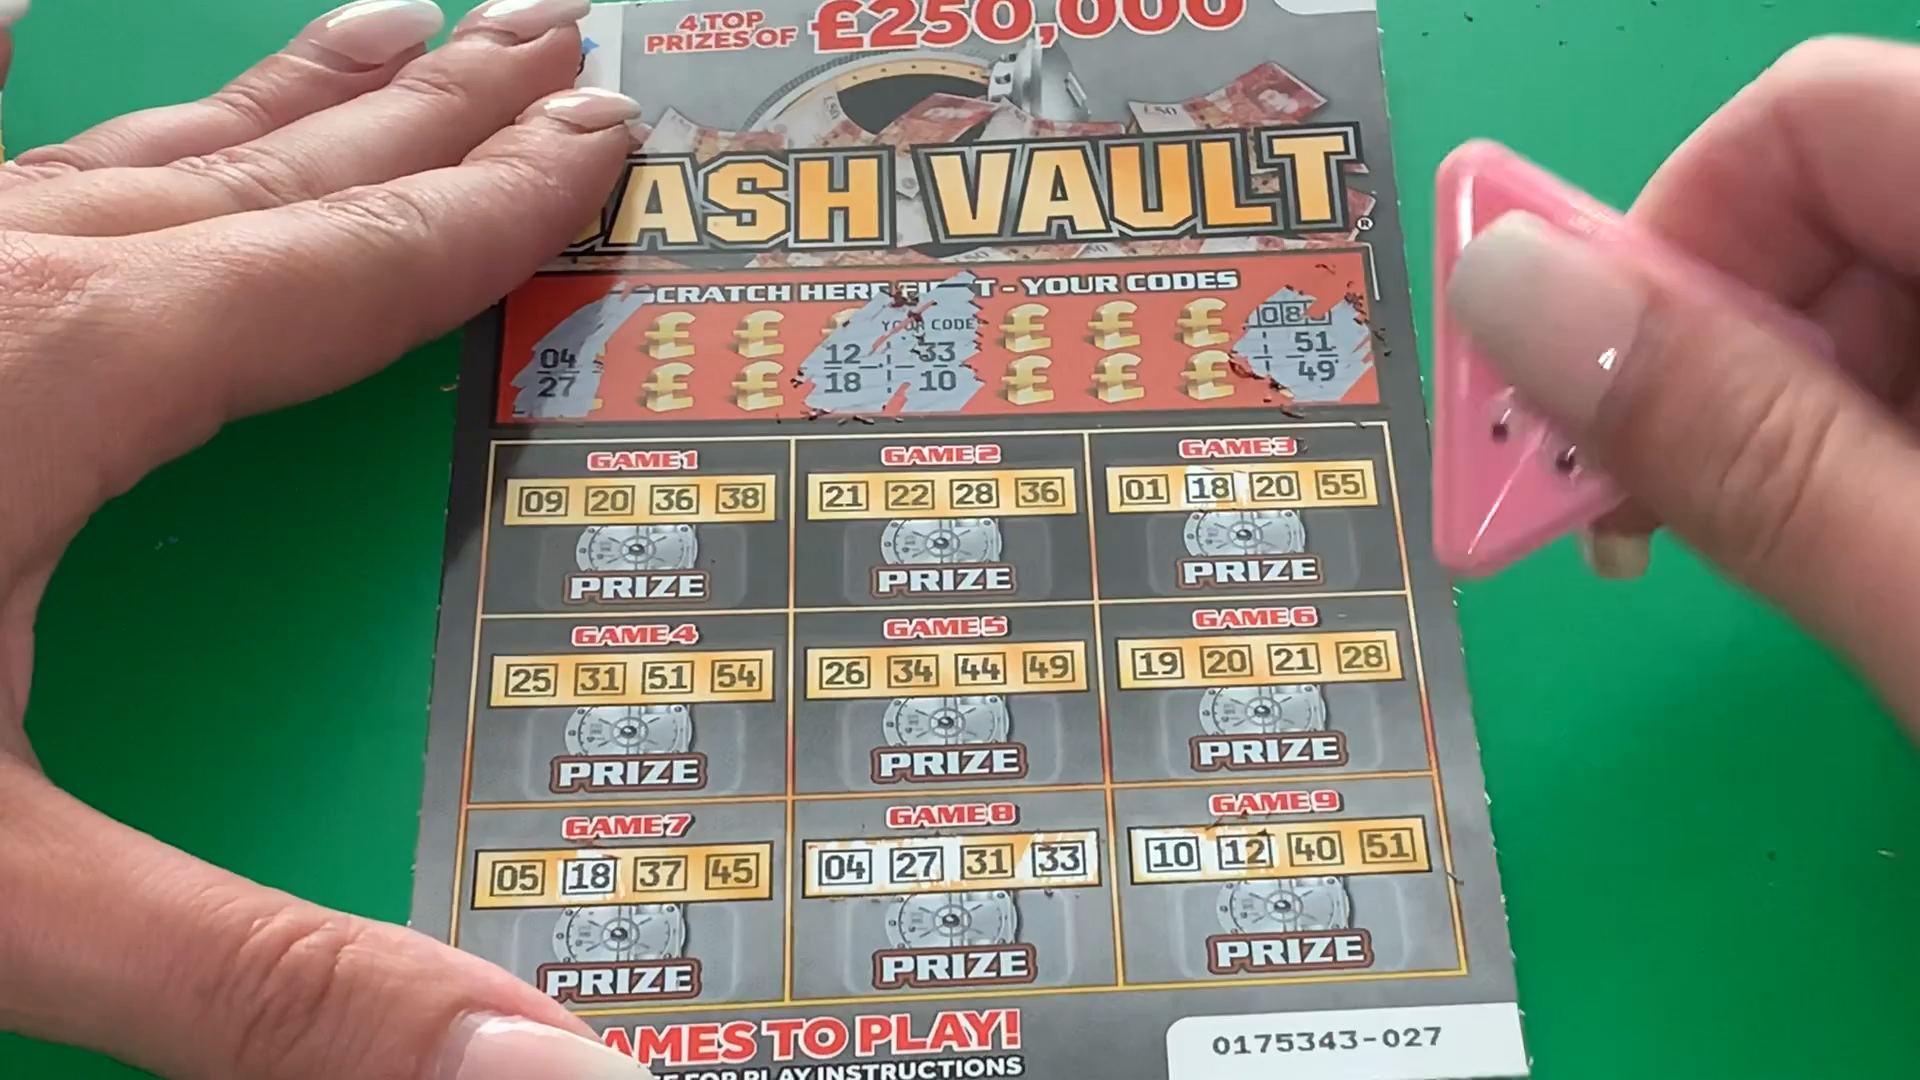 4 TOP
PRIZES OF £250,000
ASH VAULT
SCRATCH HERE FIRST - YOUR CODES
YOUR CODE
04 12 33 51
27 18 10 49
GAME 1 GAME 2 GAME 3
09 20 36 38 21 22 28 36 01 18 20 55
PRIZE PRIZE PRIZE
GAME 4 GAME 5 GAME 6
25 31 51 54 26 34 44 49 19 20 21 28
PRIZE PRIZE PRIZE
GAME 7 GAME 8 GAME 9
05 18 37 45 04 27 31 33 10 12 40 51
PRIZE PRIZE PRIZE
AMES TO PLAY!
FOR PLAY INSTRUCTIONS
0175343-027